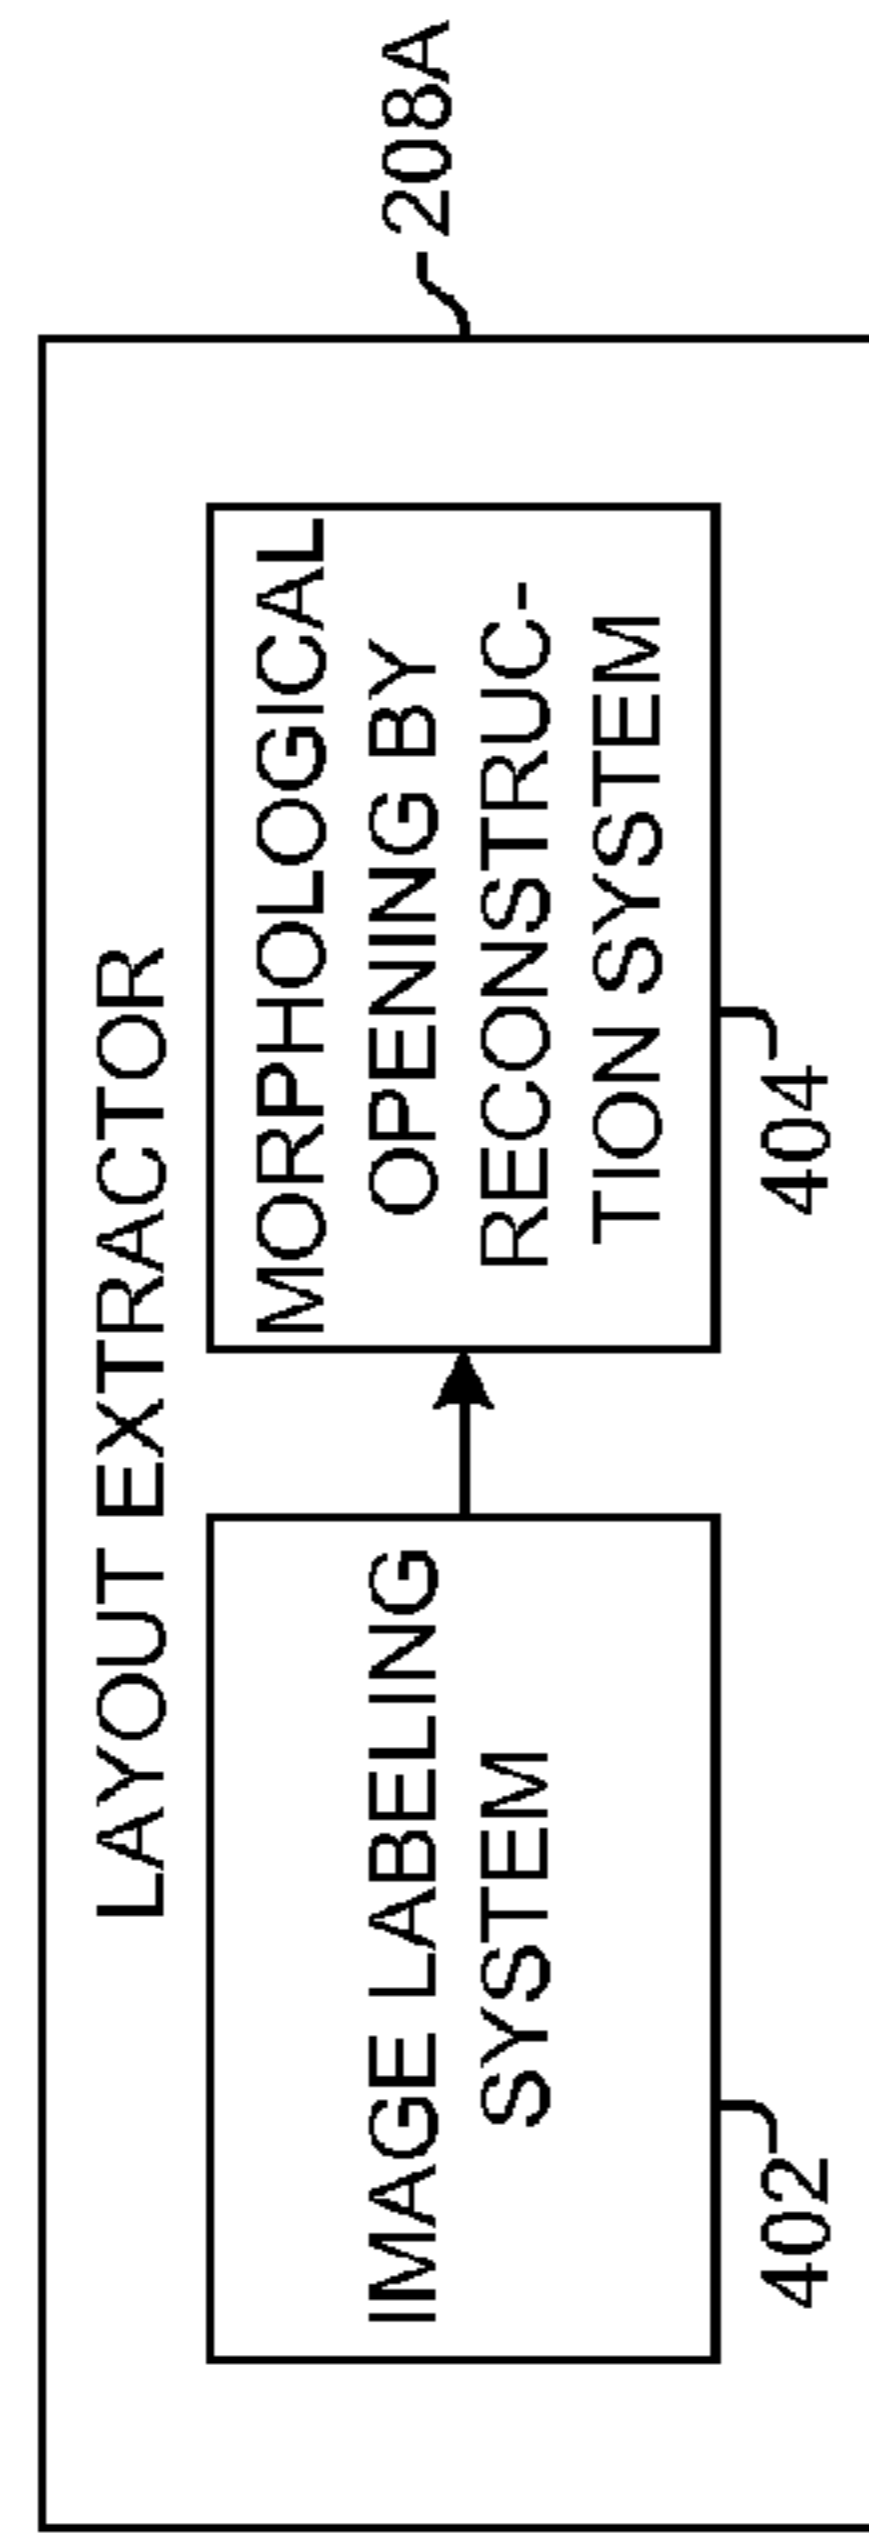 LAYOUT EXTRACTOR
208A
IMAGE LABELING
SYSTEM
402
MORPHOLOGICAL
OPENING BY
RECONSTRUC-
TION SYSTEM
404